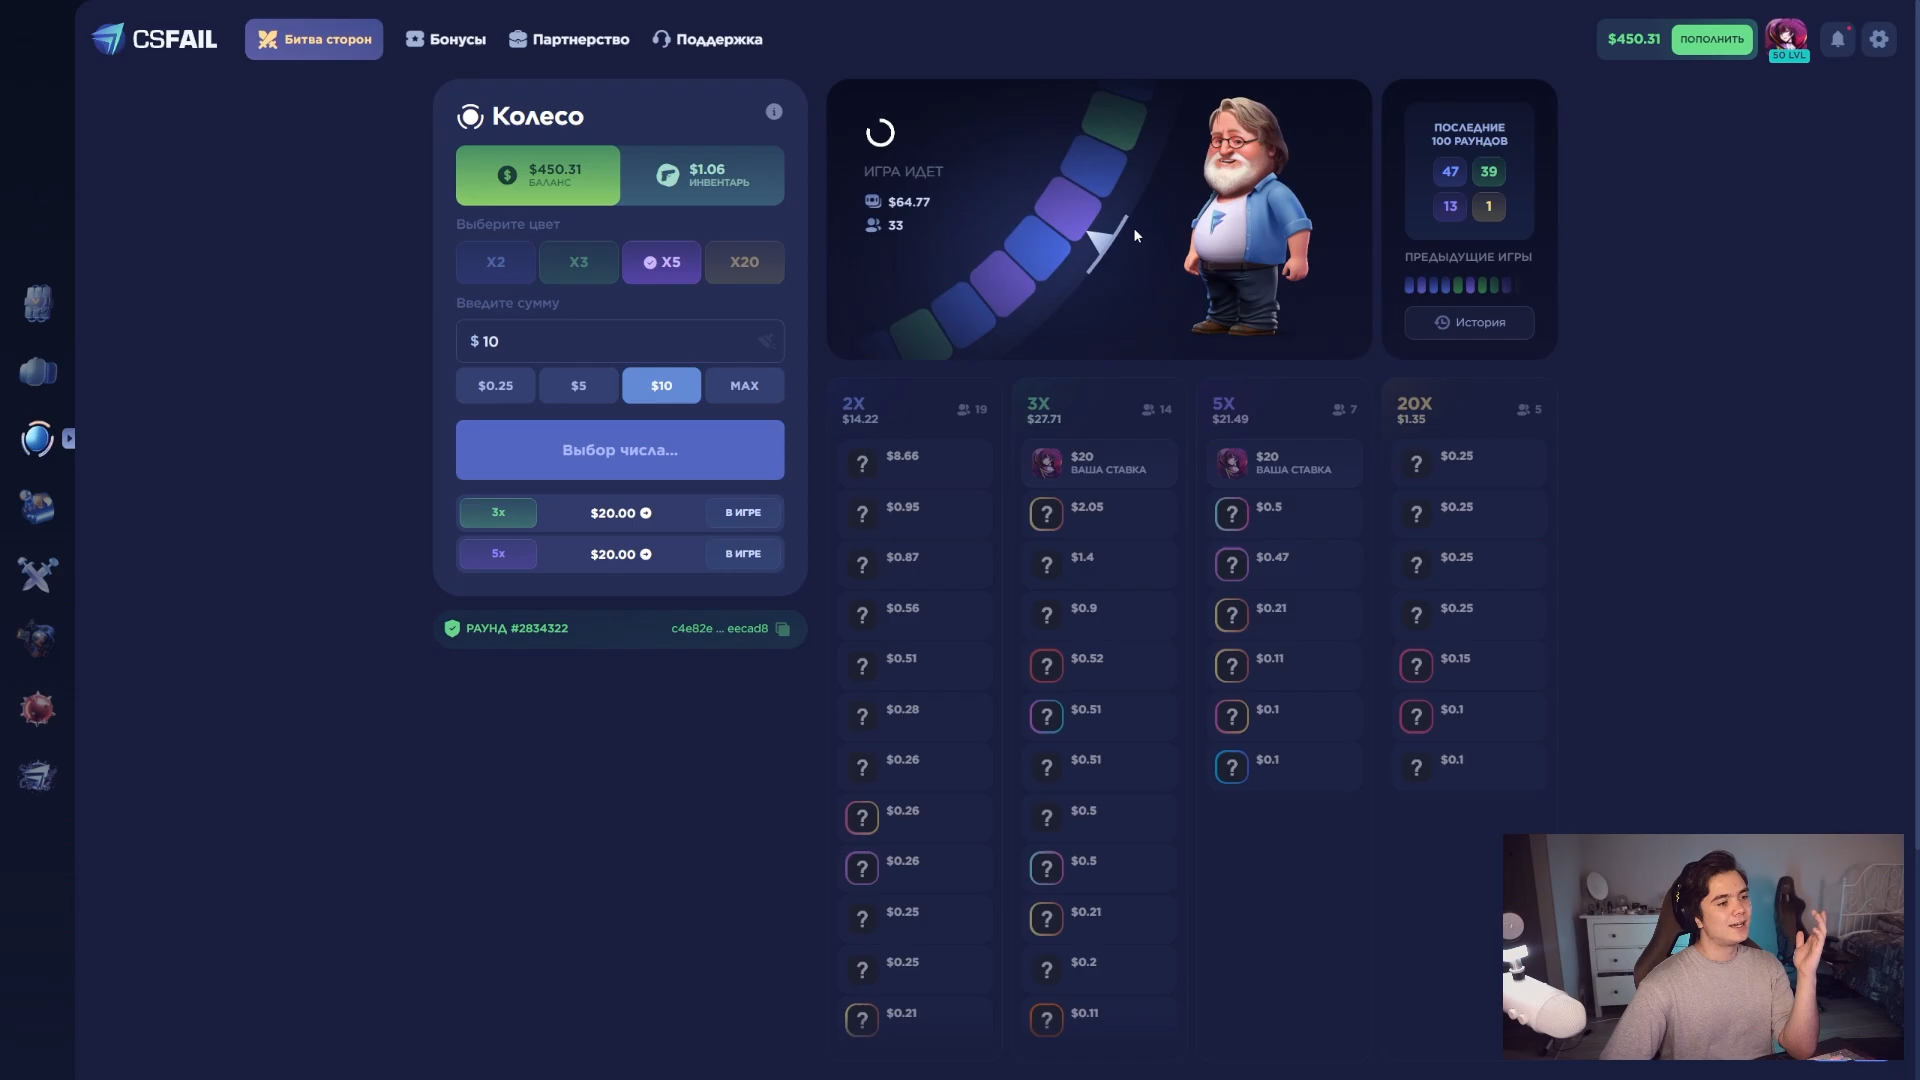 CSFAIL
Битва сторон
Бонусы
Партнерство
Поддержка
$450.31
ПОПОЛНИТЬ
50 LVL
Колесо
$450.31
БАЛАНС
$1.06
ИНВЕНТАРЬ
Выберите цвет
X2
X3
X5
X20
Введите сумму
$ 10
$0.25
$5
$10
MAX
Выбор числа...
3x
$20.00
В ИГРЕ
5x
$20.00
В ИГРЕ
РАУНД #2834322
c4e82e ... eecad8
ИГРА ИДЕТ
$64.77
33
ПОСЛЕДНИЕ
100 РАУНДОВ
47
39
13
1
ПРЕДЫДУЩИЕ ИГРЫ
История
2X
$14.22
19
? $8.66
? $0.95
? $0.87
? $0.56
? $0.51
? $0.28
? $0.26
? $0.26
? $0.26
? $0.25
? $0.25
? $0.21
3X
$27.71
14
$20
ВАША СТАВКА
? $2.05
? $1.4
? $0.9
? $0.52
? $0.51
? $0.51
? $0.5
? $0.5
? $0.21
? $0.2
? $0.11
5X
$21.49
7
$20
ВАША СТАВКА
? $0.5
? $0.47
? $0.21
? $0.11
? $0.1
? $0.1
20X
$1.35
5
? $0.25
? $0.25
? $0.25
? $0.25
? $0.15
? $0.1
? $0.1